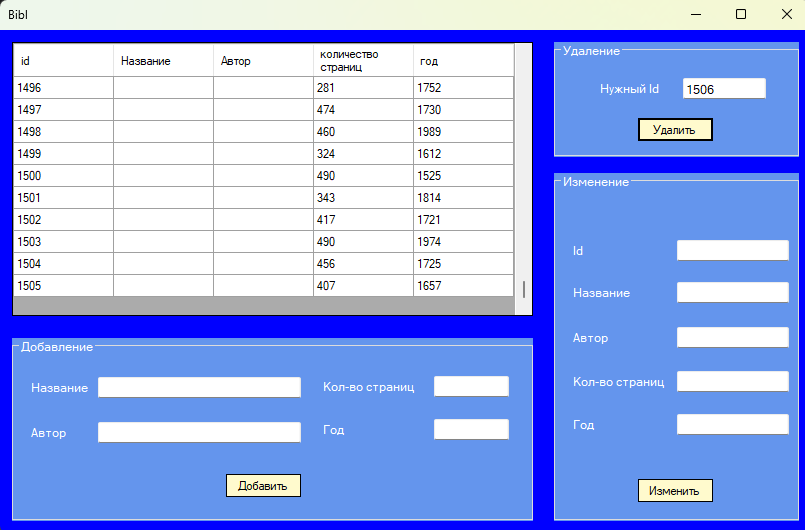 Bibl
id Название Автор количество страниц год
1496 281 1752
1497 474 1730
1498 460 1989
1499 324 1612
1500 490 1525
1501 343 1814
1502 417 1721
1503 490 1974
1504 456 1725
1505 407 1657
Удаление
Нужный Id 1506
Удалить
Изменение
Id
Название
Автор
Кол-во страниц
Год
Изменить
Добавление
Название Кол-во страниц
Автор Год
Добавить